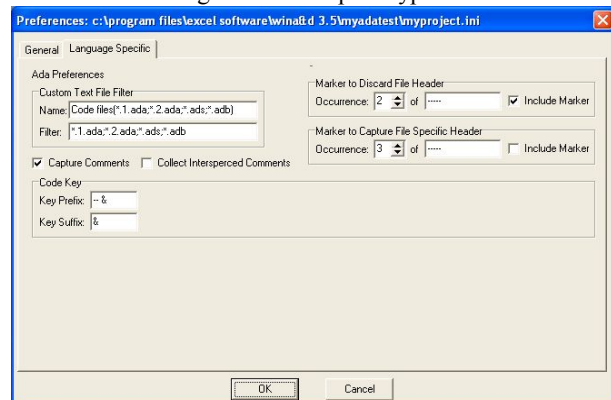 Preferences: c:\program files\excel software\wina&d 3.5\myadatest\myproject.ini
General Language Specific
Ada Preferences
Custom Text File Filter
Name: Code files(*.1.ada;*.2.ada;*.ads;*.adb)
Filter: *.1.ada;*.2.ada;*.ads;*.adb
Capture Comments Collect Interspersed Comments
Code Key
Key Prefix: -- &
Key Suffix: &
Marker to Discard File Header
Occurrence: 2 of -----
Include Marker
Marker to Capture File Specific Header
Occurrence: 3 of -----
Include Marker
OK Cancel